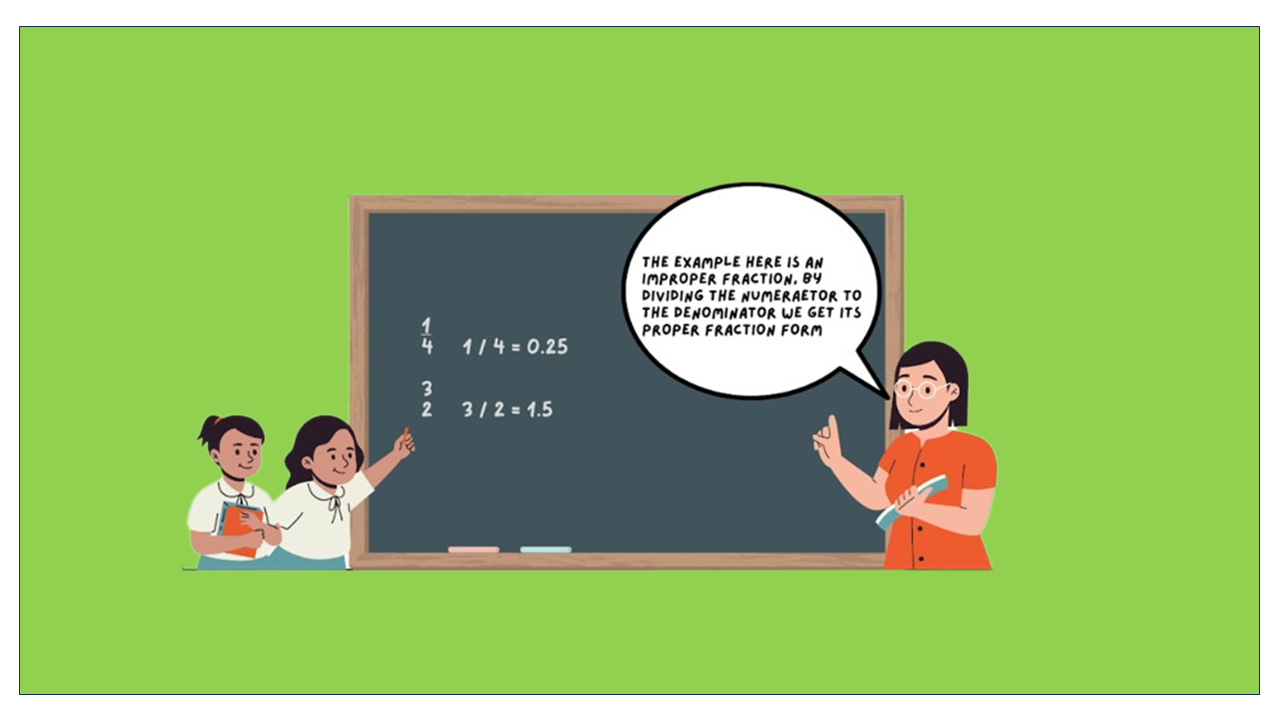 THE EXAMPLE HERE IS AN
IMPROPER FRACTION. BY
DIVIDING THE NUMERAETOR TO
THE DENOMINATOR WE GET ITS
PROPER FRACTION FORM
1
4 1 / 4 = 0.25
3
2 3 / 2 = 1.5